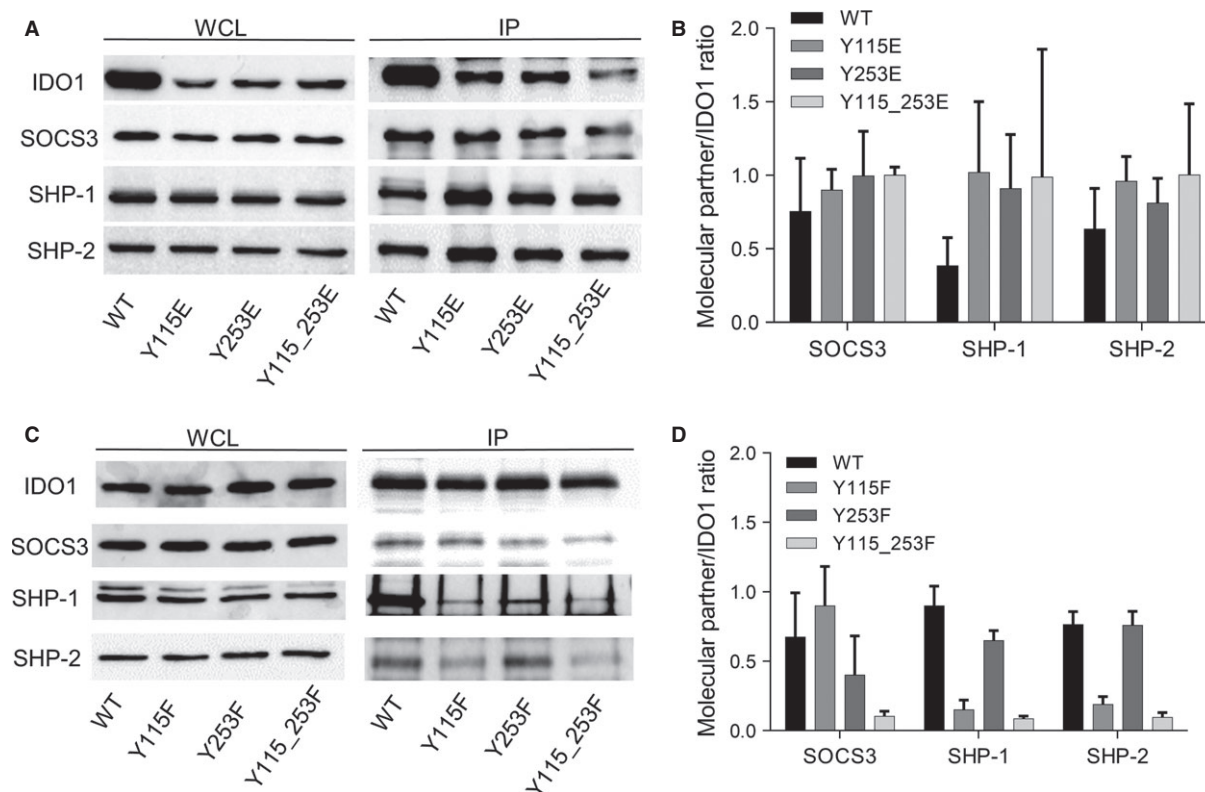 A
WCL
IP
IDO1
SOCS3
SHP-1
SHP-2
WT
Y115E
Y253E
Y115_253E
WT
Y115E
Y253E
Y115_253E
B
WT
Y115E
Y253E
Y115_253E
Molecular partner/IDO1 ratio
2.0
1.5
1.0
0.5
0.0
SOCS3
SHP-1
SHP-2
C
WCL
IP
IDO1
SOCS3
SHP-1
SHP-2
WT
Y115F
Y253F
Y115_253F
WT
Y115F
Y253F
Y115_253F
D
WT
Y115F
Y253F
Y115_253F
Molecular partner/IDO1 ratio
2.0
1.5
1.0
0.5
0.0
SOCS3
SHP-1
SHP-2